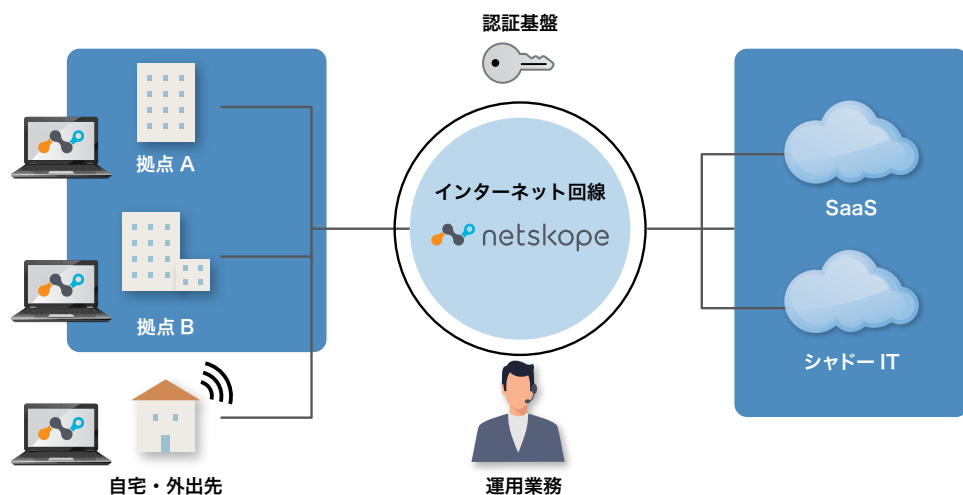 認証基盤
拠点 A
インターネット回線
netskope
SaaS
拠点 B
シャドー IT
自宅・外出先
運用業務